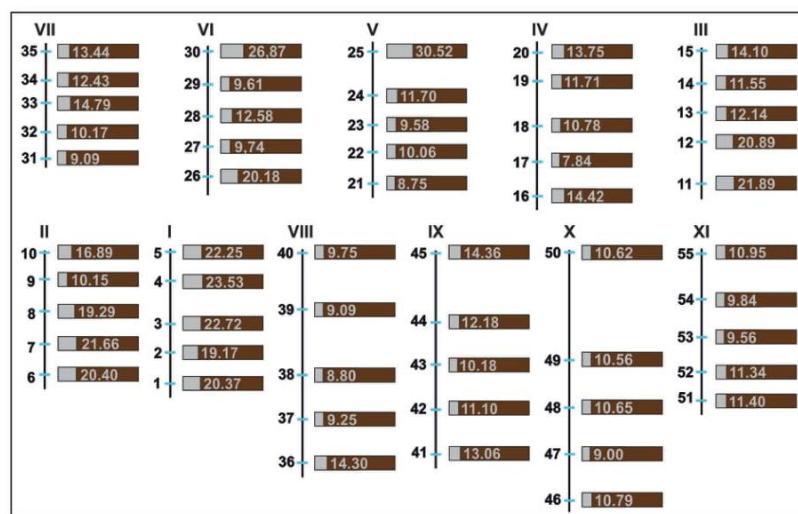 VII VI V IV III
35 13.44 30 26,87 25 30.52 20 13.75 15 14.10
34 12.43 29 9.61 24 11.70 19 11.71 14 11.55
33 14.79 28 12.58 23 9.58 18 10.78 13 12.14
32 10.17 27 9,74 22 10.06 17 7.84 12 20.89
31 9.09 26 20.18 21 8.75 16 14.42 11 21.89
II I VIII IX X XI
10 16.89 5 22.25 40 9.75 45 14.36 50 10.62 55 10.95
9 10.15 4 23.53 39 9.09 44 12.18 49 10.56 54 9.84
8 19.29 3 22.72 38 8.80 43 10.18 48 10.65 53 9.56
7 21.66 2 19.17 37 9.25 42 11.10 47 9.00 52 11.34
6 20.40 1 20.37 36 14.30 41 13.06 46 10.79 51 11.40